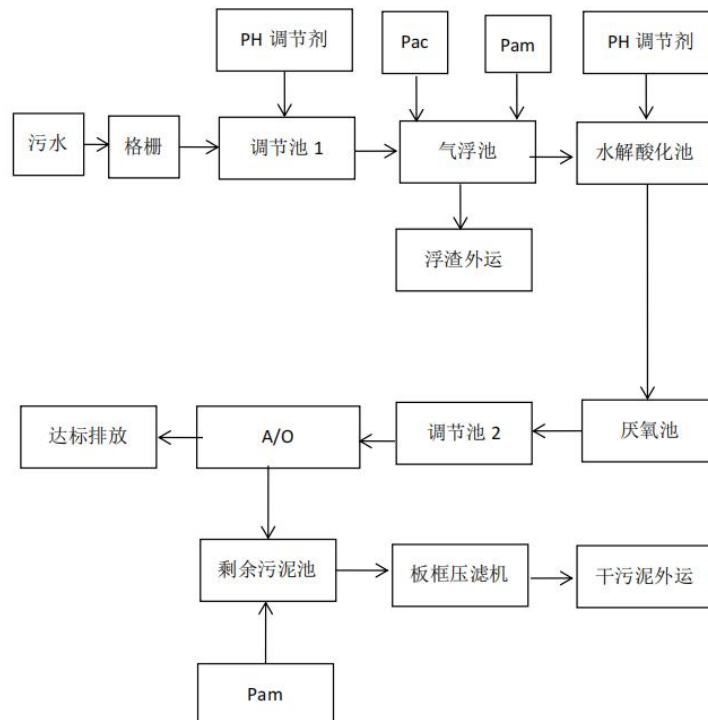 PH 调节剂
Pac
Pam
PH 调节剂
污水
格栅
调节池 1
气浮池
水解酸化池
浮渣外运
达标排放
A/O
调节池 2
厌氧池
剩余污泥池
板框压滤机
干污泥外运
Pam